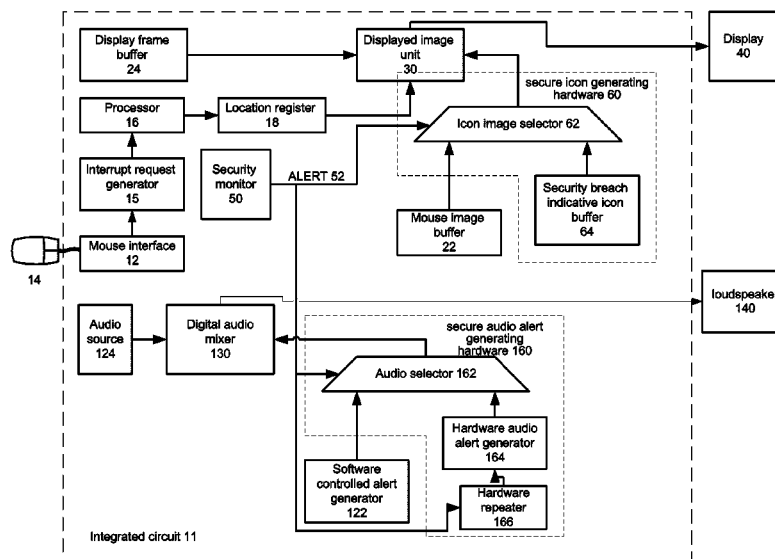 Display frame
buffer
24
Displayed image
unit
30
Display
40
secure icon generating
hardware 60
Processor
16
Location register
18
Icon image selector 62
Interrupt request
generator
15
Security
monitor
50
ALERT 52
Mouse image
buffer
22
Security breach
indicative icon
buffer
64
Mouse interface
12
14
Audio
source
124
Digital audio
mixer
130
secure audio alert
generating
hardware 160
loudspeake
140
Audio selector 162
Hardware audio
alert generator
164
Software
controlled alert
generator
122
Hardware
repeater
166
Integrated circuit 11